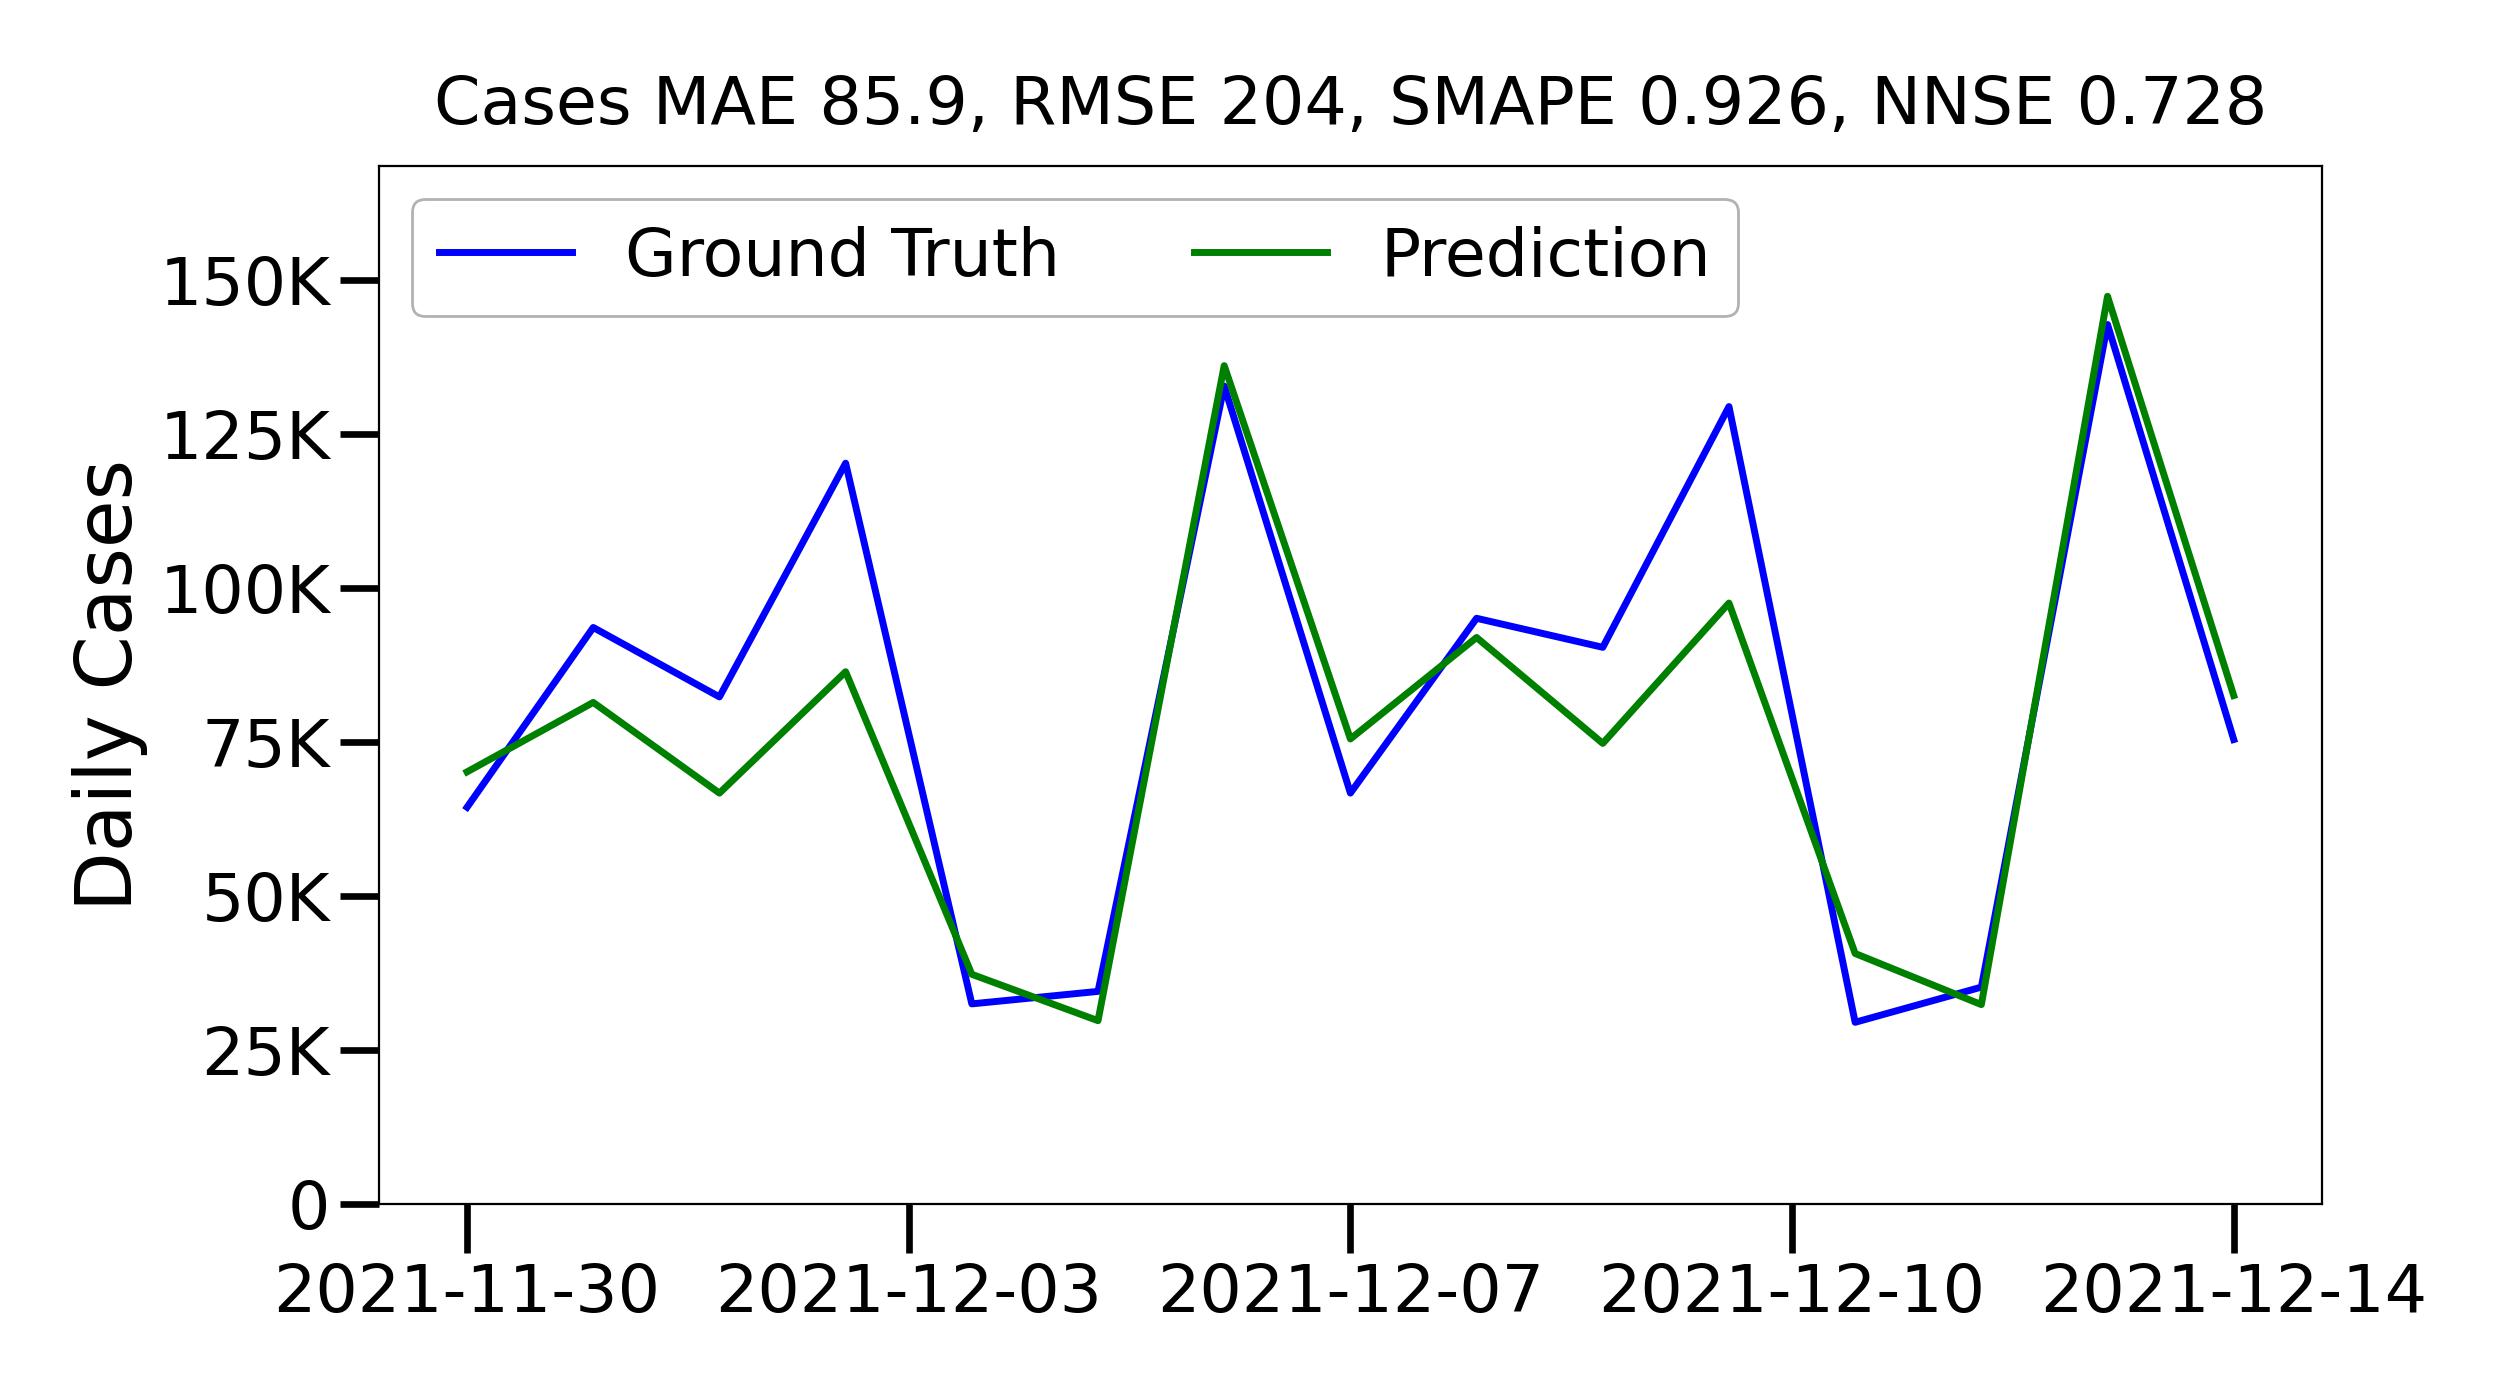 Cases MAE 85.9, RMSE 204, SMAPE 0.926, NNSE 0.728
Ground Truth
Prediction
150K
125K
100K
75K
50K
25K
0
Daily Cases
2021-11-30
2021-12-03
2021-12-07
2021-12-10
2021-12-14